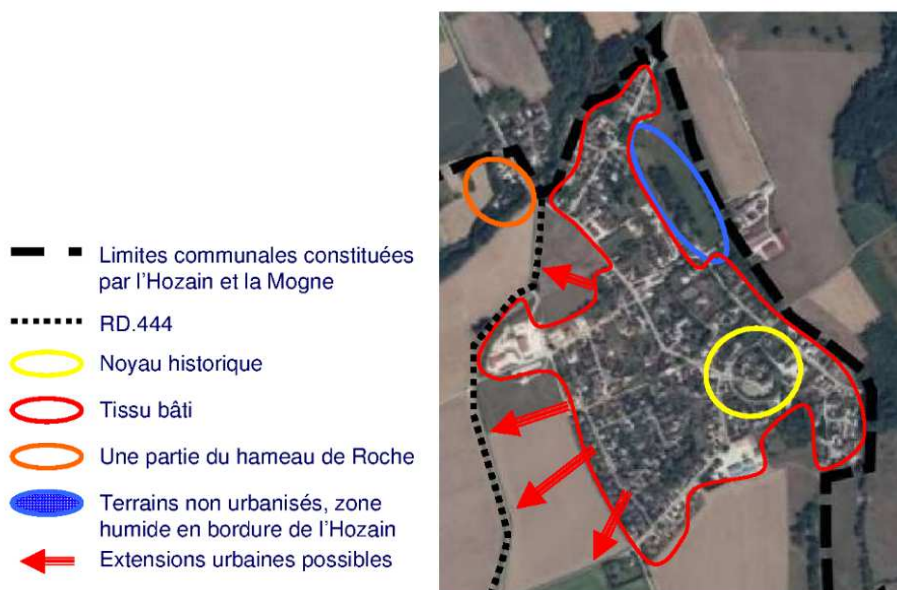 Limites communales constituées
par l'Hozain et la Mogne
RD.444
Noyau historique
Tissu bâti
Une partie du hameau de Roche
Terrains non urbanisés, zone
humide en bordure de l'Hozain
Extensions urbaines possibles